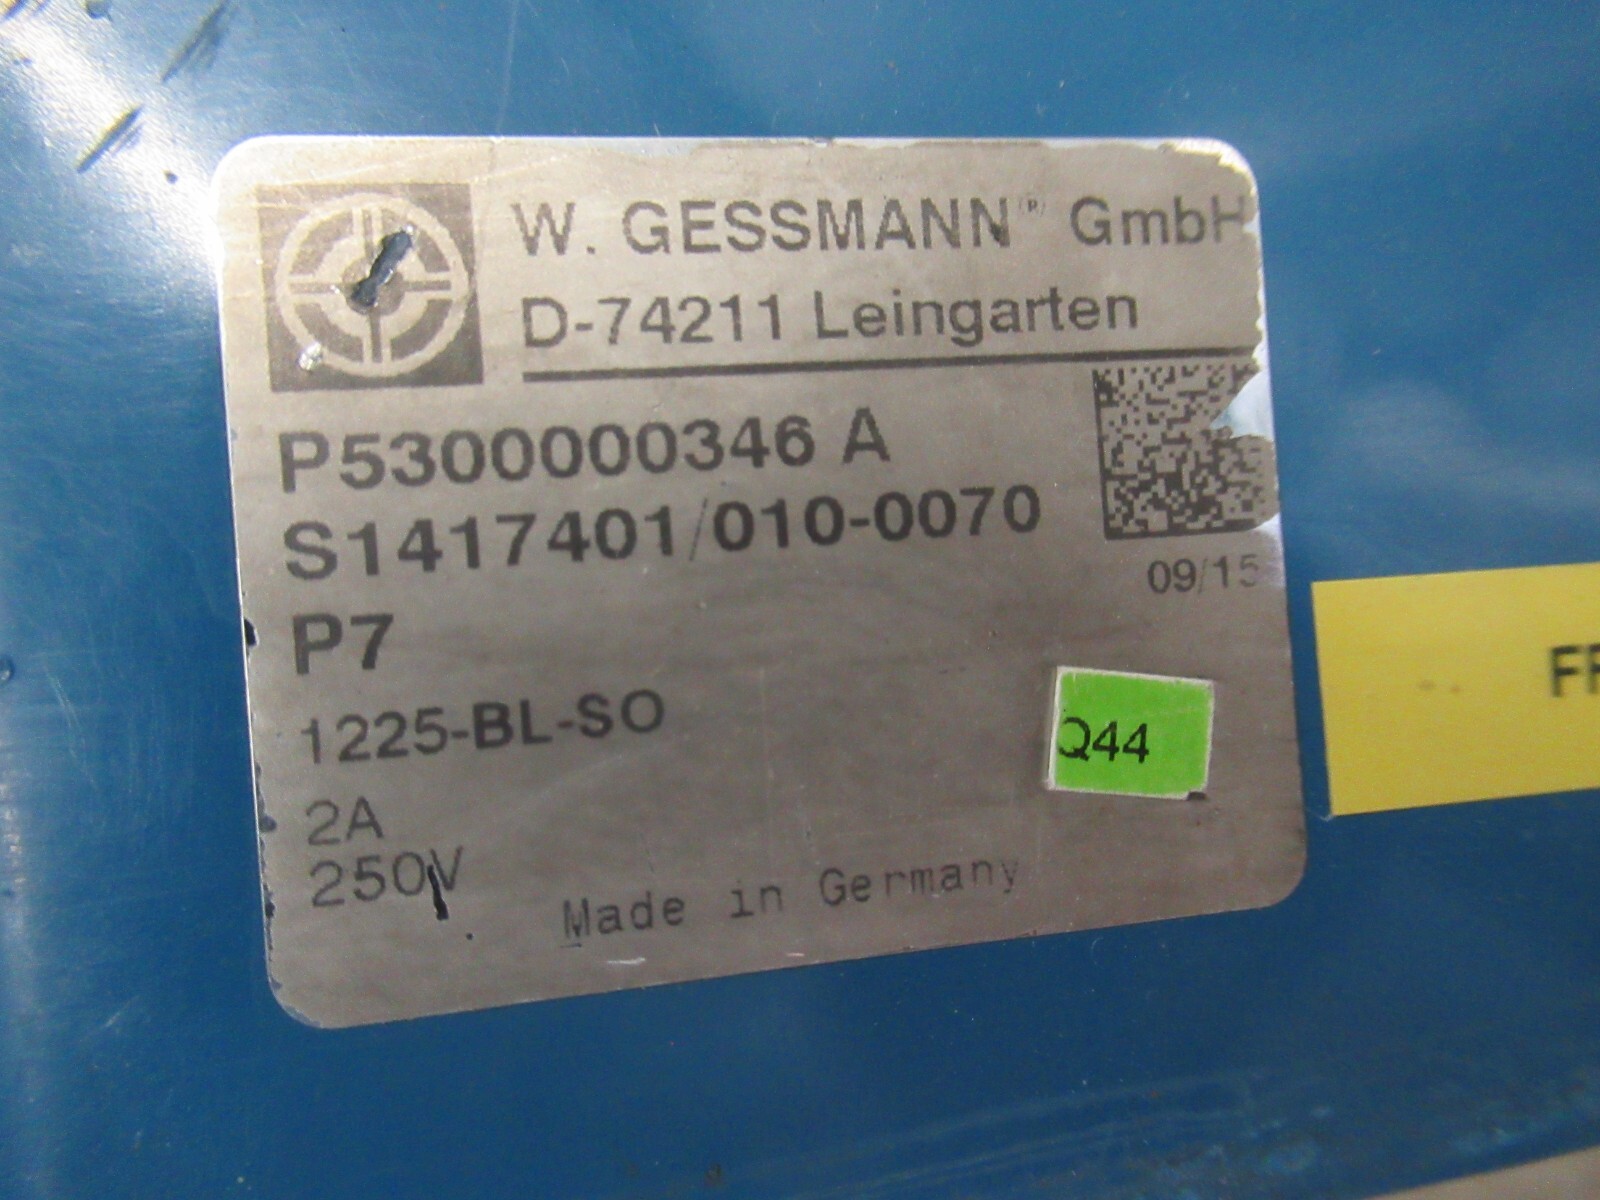 W. GESSMANN® GmbH
D-74211 Leingarten
P5300000346 A
S1417401/010-0070
09/15
P7
1225-BL-SO
Q44
2A
250V
Made in Germany